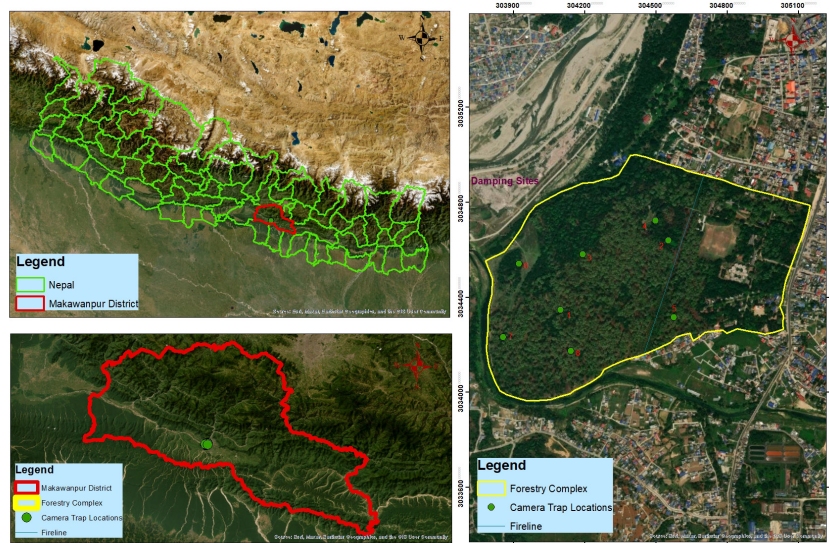 W E
Legend
Nepal
Makawanpur District
Legend
Makawanpur District
Forestry Complex
Camera Trap Locations
Fireline
303900 304200 304500 304800 305100
3035200
Damping Sites
3034800
3034400
3034000
3033600
Legend
Forestry Complex
Camera Trap Locations
Fireline